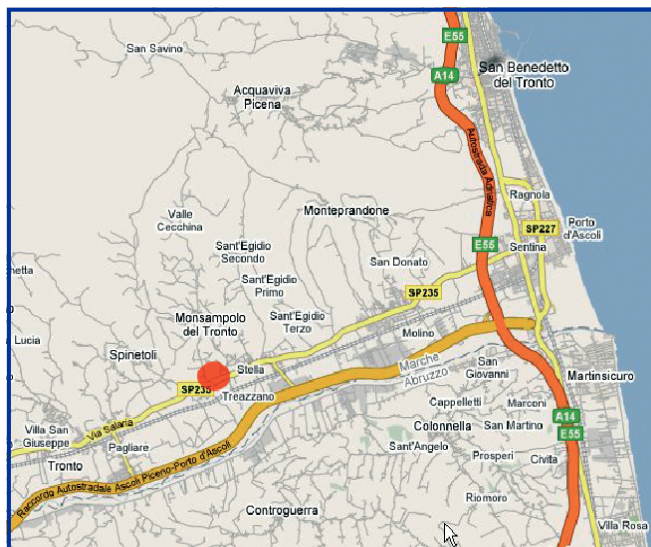 San Savino
E55
San Benedetto
del Tronto
A14
Acquaviva
Picena
Autostrada Adriatica
Ragnola
Valle
Cecchina
Monteprandone
Porto
d'Ascoli
SP227
Sant'Egidio
Secondo
E55
Sentina
San Donato
Sant'Egidio
Primo
SP235
Monsampolo
del Tronto
Sant'Egidio
Terzo
Molino
Lucia
Spinetoli
Stella
Marche
Abruzzo
San
Giovanni
Martinsicuro
SP235
Treazzano
Cappelletti
Marconi
A14
Via Salaria
Villa San
Giuseppe
Colonnella
San Martino
E55
Pagliare
Sant'Angelo
Tronto
Prosperi
Civita
Raccordo Autostradale Ascoli Piceno-Porto d'Ascoli
Riomoro
Controguerra
Villa Rosa